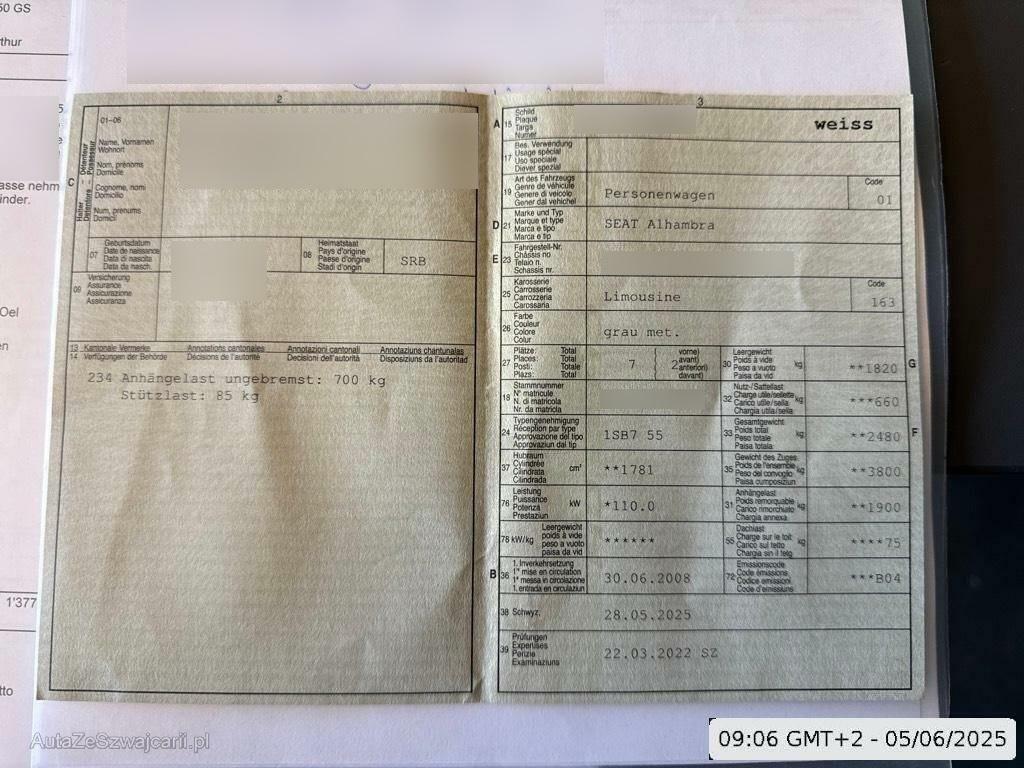 50 GS
thur
5
e
e
asse nehm
inder.
Oel
en
1'377
tto
2
01-06
Name, Vornamen
Wohnort
Nom, prénoms
Domicile
Cognome, nomi
Domicilio
Num, prenums
Domicil
C
Halter - Détenteur
Detentore - Possessur
07 Geburtsdatum
Date de naissance
Data di nascita
Data da nasch.
08 Heimatstaat
Pays d'origine
Paese d'origine
Stadi d'origin
SRB
09 Versicherung
Assurance
Assicurazione
Assicuranza
13 Kantonale Vermerke Annotations cantonales Annotazioni cantonali Annotaziuns chantunalas
14 Verfügungen der Behörde Décisions de l'autorité Decisioni dell'autorità Disposiziuns da l'autoritad
234 Anhängelast ungebremst: 700 kg
Stützlast: 85 kg
3
A 15 Schild
Plaque
Targa
Numer
weiss
17 Bes. Verwendung
Usage spécial
Uso speciale
Diever spezial
19 Art des Fahrzeugs
Genre de véhicule
Genere di veicolo
Gener dal vehichel
Personenwagen
Code
01
D 21 Marke und Typ
Marque et type
Marca e tipo
Marca e tip
SEAT Alhambra
E 23 Fahrgestell-Nr.
Châssis no
Telaio n.
Schassis nr.
25 Karosserie
Carrosserie
Carrozzeria
Carossaria
Limousine
Code
163
26 Farbe
Couleur
Colore
Colur
grau met.
27 Plätze: Total
Places: Total
Posti: Totale
Plazs: Total
7
vorne)
avant)
anteriori)
davant)
2
30 Leergewicht
Poids à vide
Peso a vuoto
Paisa da vid
kg
**1820
G
18 Stammnummer
N° matricule
N. di matricola
Nr. da matricla
32 Nutz-/Sattellast
Charge utile/sellette
Carico utile/sella
Chargia utila/sella
kg
***660
24 Typengenehmigung
Réception par type
Approvazione del tipo
Approvaziun dal tip
1SB7 55
33 Gesamtgewicht
Poids total
Peso totale
Paisa totala
kg
**2480
F
37 Hubraum
Cylindrée
Cilindrata
Cilindrada
cm³
**1781
35 Gewicht des Zuges
Poids de l'ensemble
Peso del convoglio
Paisa cumposiziun
kg
**3800
76 Leistung
Puissance
Potenza
Prestaziun
kW
*110.0
31 Anhängelast
Poids remorquable
Carico rimorchiato
Chargia annexa
kg
**1900
78 kW/kg Leergewicht
poids à vide
peso a vuoto
paisa da vid
******
55 Dachlast
Charge sur le toit
Carico sul tetto
Chargia sin il tetg
kg
****75
B 36 1. Inverkehrsetzung
1re mise en circulation
1a messa in circolazione
1. entrada en circulaziun
30.06.2008
72 Emissionscode
Code émissions
Codice emissioni
Code d'emissiuns
***B04
38 Schwyz,
28.05.2025
39 Prüfungen
Expertises
Perizie
Examinaziuns
22.03.2022 SZ
AutaZeSzwajcarii.pl
09:06 GMT+2 - 05/06/2025